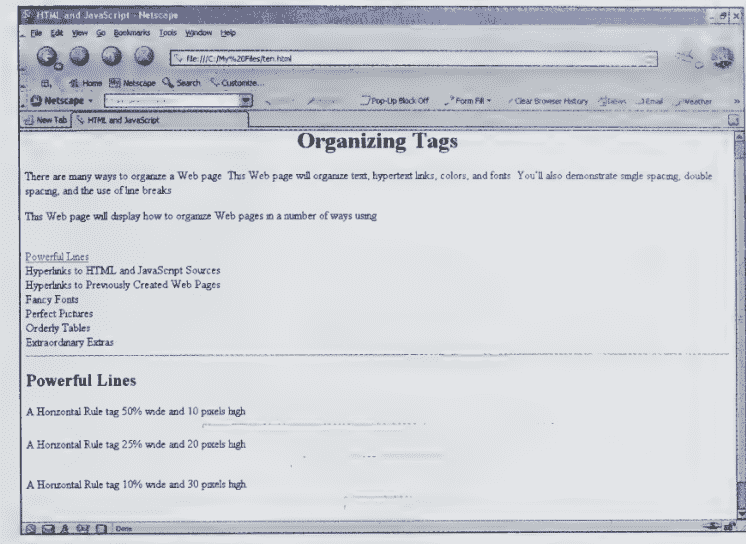 HTML and JavaScript - Netscape
File Edit View Go Bookmarks Tools Window Help
file:///C:/My%20Files/ten.html
Home Netscape Search Customize...
Netscape Pop-Up Block Off Form Fill Clear Browser History News Email Weather
New Tab HTML and JavaScript
Organizing Tags
There are many ways to organize a Web page. This Web page will organize text, hypertext links, colors, and fonts. You'll also demonstrate single spacing, double
spacing, and the use of line breaks
This Web page will display how to organize Web pages in a number of ways using
Powerful Lines
Hyperlinks to HTML and JavaScript Sources
Hyperlinks to Previously Created Web Pages
Fancy Fonts
Perfect Pictures
Orderly Tables
Extraordinary Extras
Powerful Lines
A Horizontal Rule tag 50% wide and 10 pixels high
A Horizontal Rule tag 25% wide and 20 pixels high
A Horizontal Rule tag 10% wide and 30 pixels high
Done